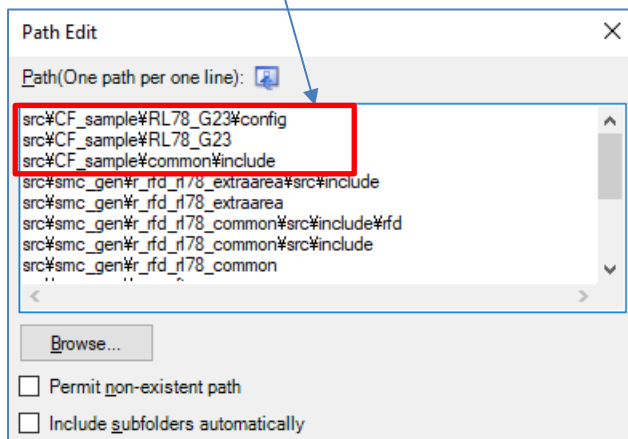 Path Edit
Path(One path per one line):
src¥CF_sample¥RL78_G23¥config
src¥CF_sample¥RL78_G23
src¥CF_sample¥common¥include
src¥smc_gen¥r_rfd_rl78_extraarea¥src¥include
src¥smc_gen¥r_rfd_rl78_extraarea
src¥smc_gen¥r_rfd_rl78_common¥src¥include¥rfd
src¥smc_gen¥r_rfd_rl78_common¥src¥include
src¥smc_gen¥r_rfd_rl78_common
Browse...
Permit non-existent path
Include subfolders automatically